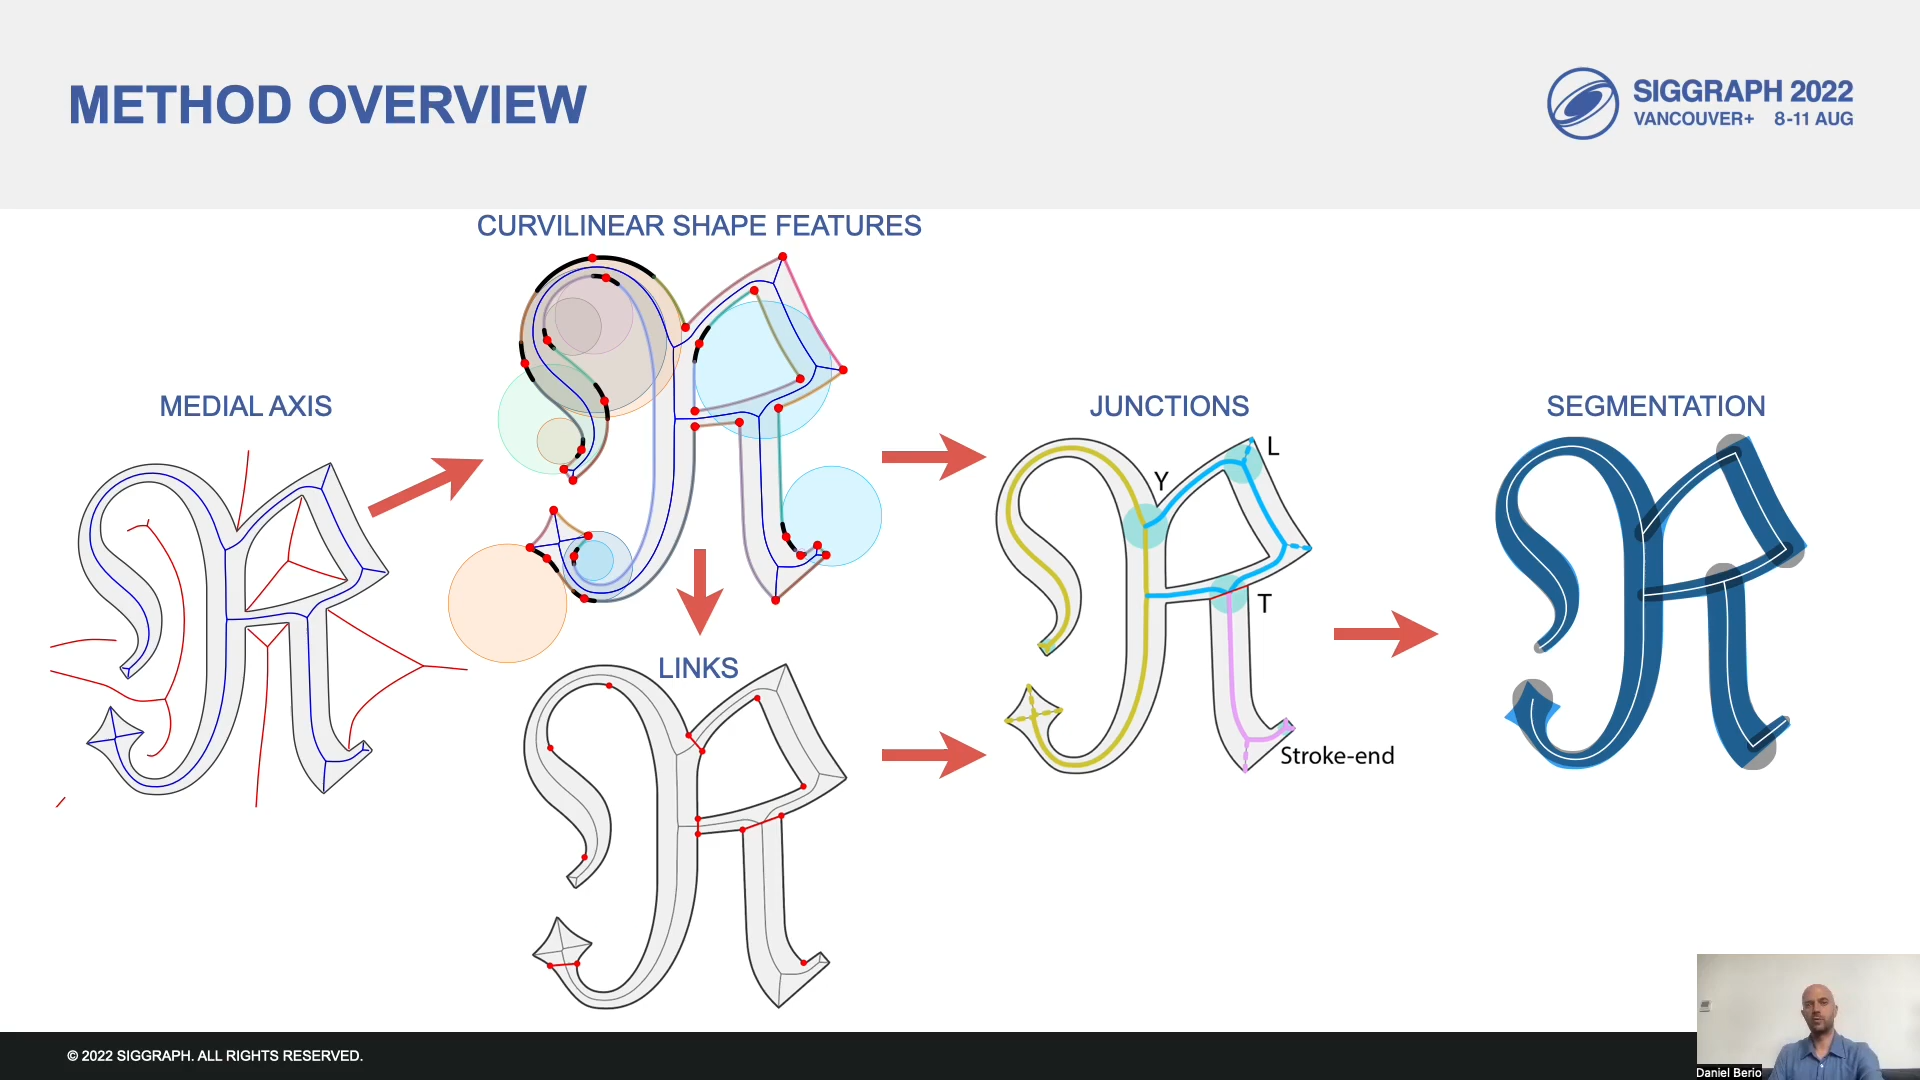 METHOD OVERVIEW
SIGGRAPH 2022
VANCOUVER+ 8-11 AUG
CURVILINEAR SHAPE FEATURES
MEDIAL AXIS
JUNCTIONS
SEGMENTATION
L
Y
T
LINKS
Stroke-end
© 2022 SIGGRAPH. ALL RIGHTS RESERVED.
Daniel Berio